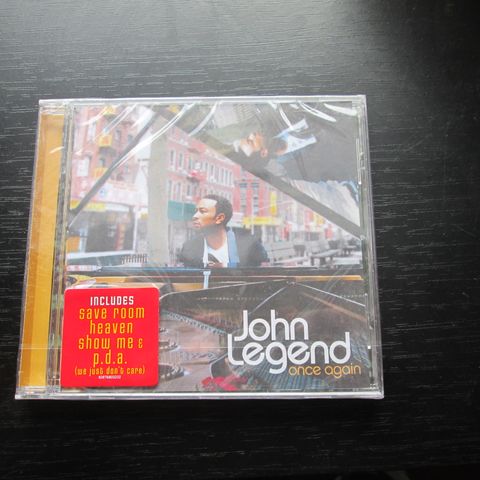 John
Legend
once again
INCLUDES
save room
heaven
show me &
p.d.a.
(we just don't care)